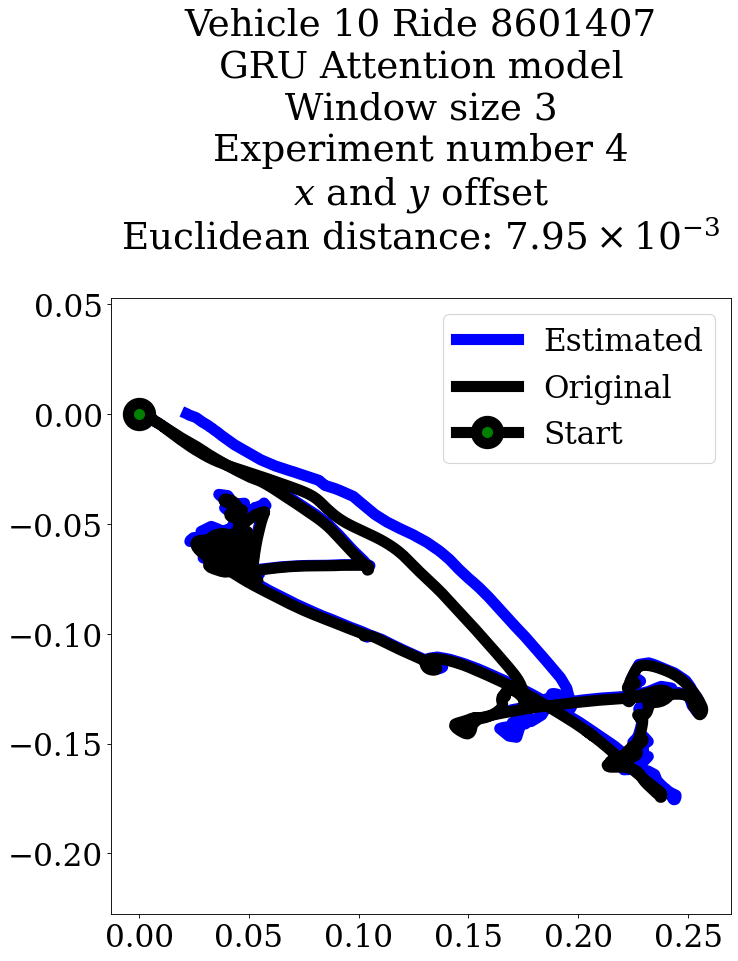 Vehicle 10 Ride 8601407
GRU Attention model
Window size 3
Experiment number 4
x and y offset
Euclidean distance: 7.95 × 10⁻³
0.05
0.00
−0.05
−0.10
−0.15
−0.20
Estimated
Original
Start
0.00 0.05 0.10 0.15 0.20 0.25